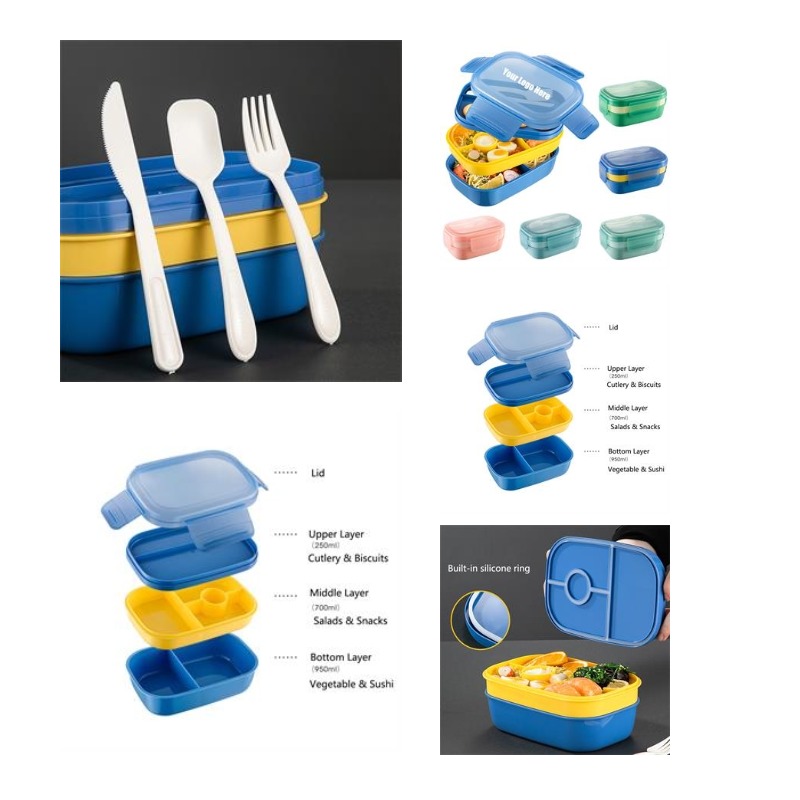 Your Logo Here
Lid
Upper Layer
(250ml)
Cutlery & Biscuits
Middle Layer
(700ml)
Salads & Snacks
Bottom Layer
(950ml)
Vegetable & Sushi
Lid
Upper Layer
(250ml)
Cutlery & Biscuits
Middle Layer
(700ml)
Salads & Snacks
Bottom Layer
(950ml)
Vegetable & Sushi
Built-in silicone ring